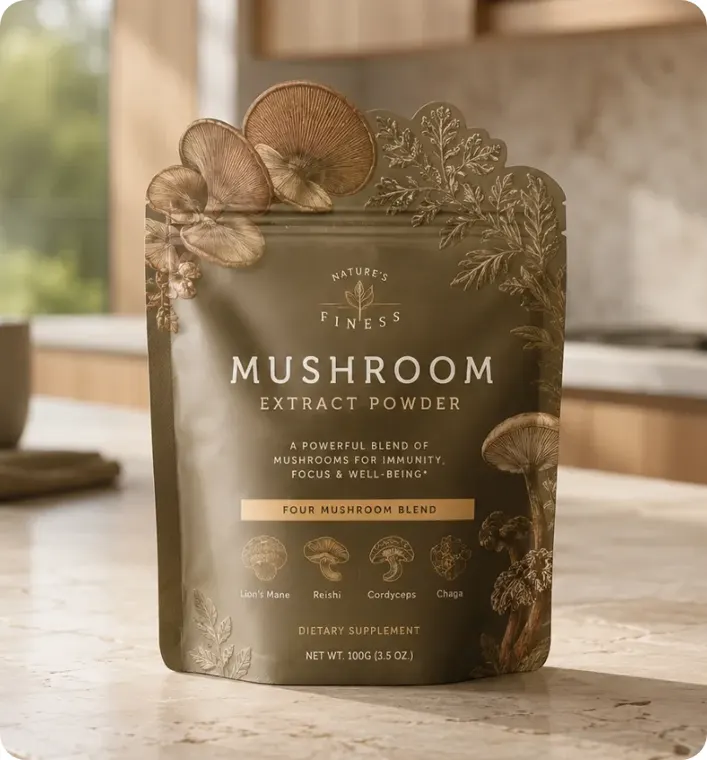 NATURE'S
FINESS
MUSHROOM
EXTRACT POWDER
A POWERFUL BLEND OF
MUSHROOMS FOR IMMUNITY,
FOCUS & WELL-BEING*
FOUR MUSHROOM BLEND
Lion's Mane Reishi Cordyceps Chaga
DIETARY SUPPLEMENT
NET WT. 100G (3.5 OZ.)